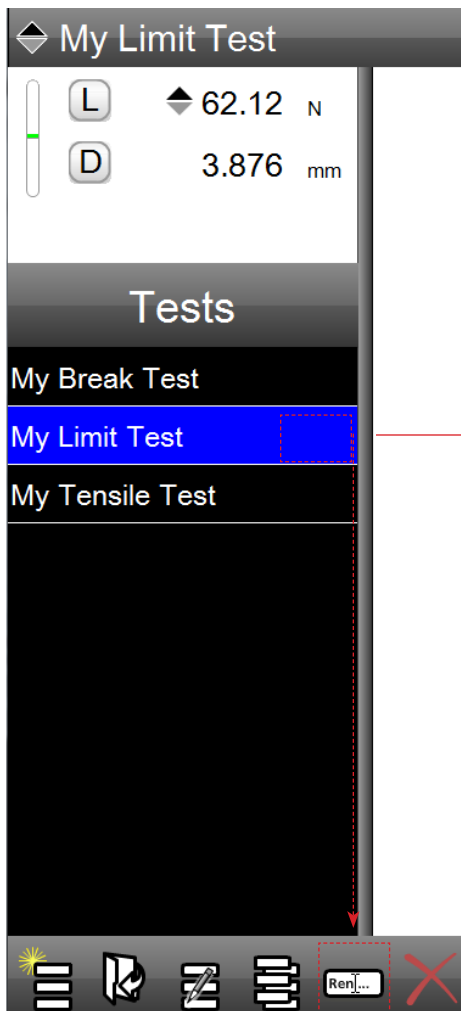 My Limit Test
L 62.12 N
D 3.876 mm
Tests
My Break Test
My Limit Test
My Tensile Test
Ren...